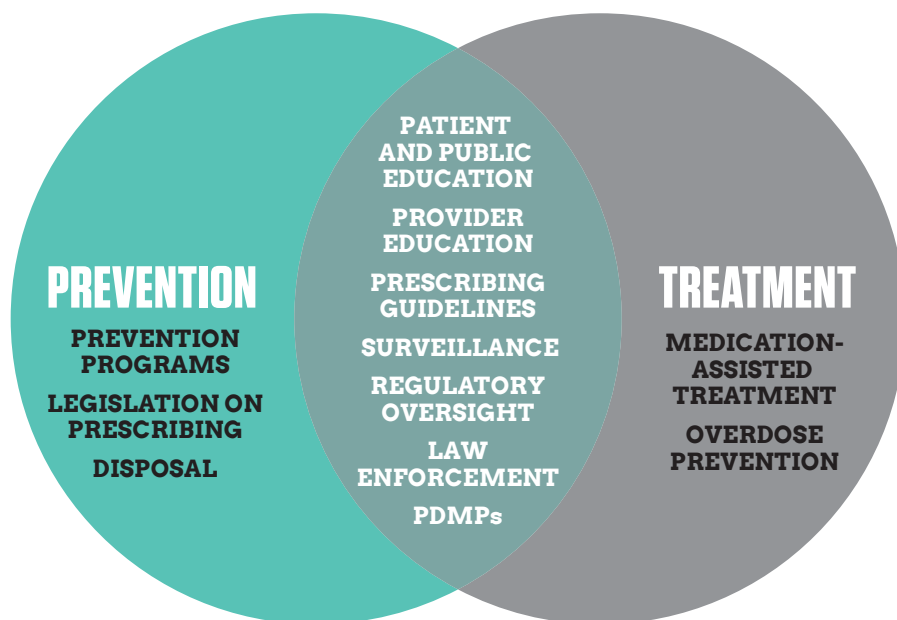 PREVENTION
PREVENTION
PROGRAMS
LEGISLATION ON
PRESCRIBING
DISPOSAL
PATIENT
AND PUBLIC
EDUCATION
PROVIDER
EDUCATION
PRESCRIBING
GUIDELINES
SURVEILLANCE
REGULATORY
OVERSIGHT
LAW
ENFORCEMENT
PDMPs
TREATMENT
MEDICATION-
ASSISTED
TREATMENT
OVERDOSE
PREVENTION